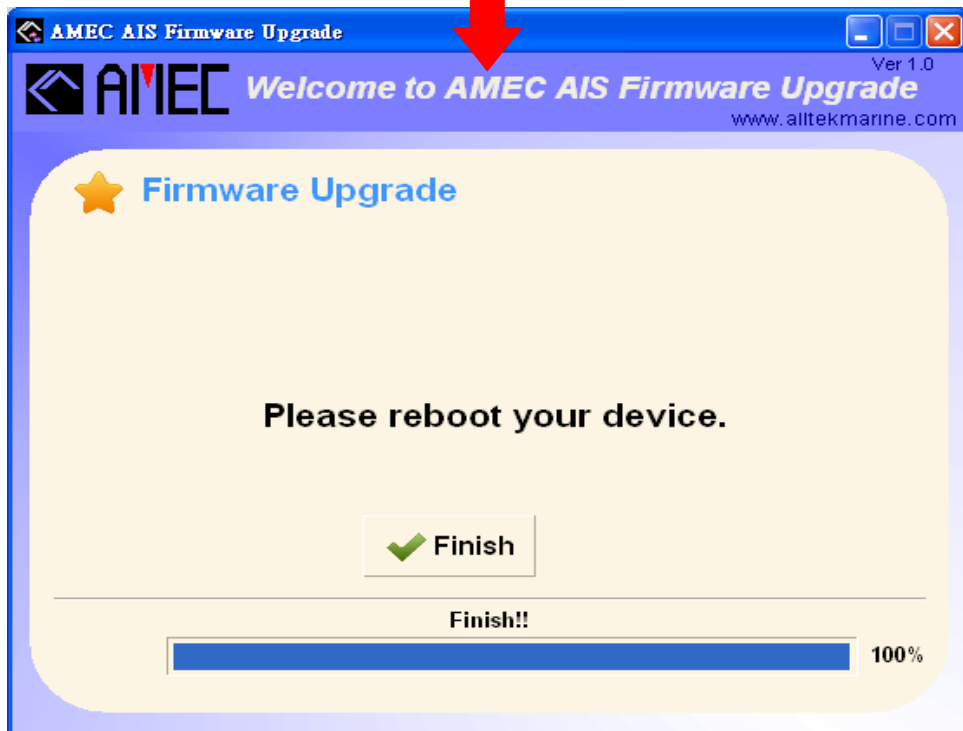 AMEC AIS Firmware Upgrade
Ver 1.0
AMEC Welcome to AMEC AIS Firmware Upgrade
www.alltekmarine.com
Firmware Upgrade
Please reboot your device.
Finish
Finish!!
100%